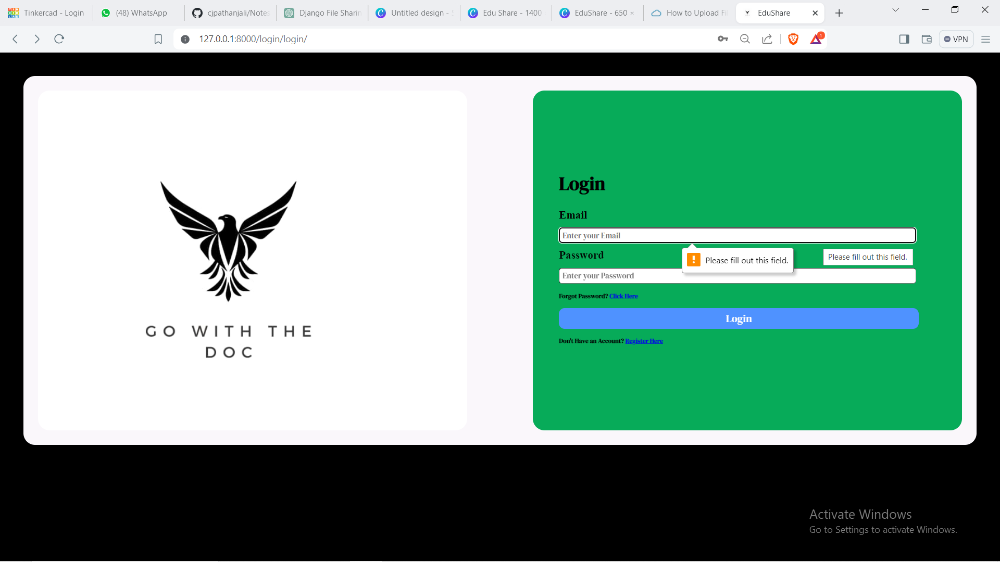 Tinkercad - Login
(48) WhatsApp
cjpathanjali/Notes
Django File Sharin
Untitled design - 5
Edu Share - 1400
EduShare - 650
How to Upload Fi
EduShare
127.0.0.1:8000/login/login/
1
VPN
GO WITH THE
DOC
Login
Email
Enter your Email
Password
Please fill out this field.
Please fill out this field.
Enter your Password
Forgot Password? Click Here
Login
Don't Have an Account? Register Here
Activate Windows
Go to Settings to activate Windows.